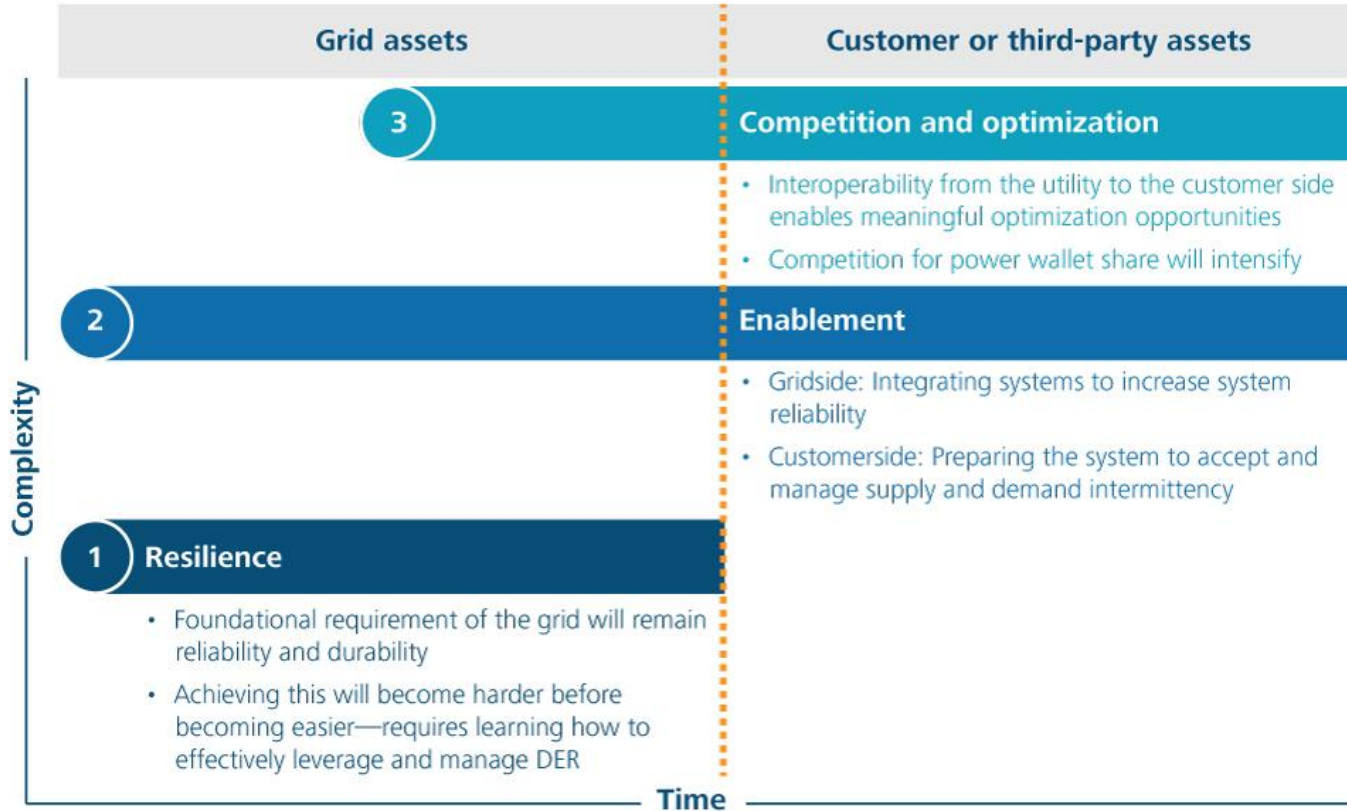 Grid assets
Customer or third-party assets
3
Competition and optimization
• Interoperability from the utility to the customer side
enables meaningful optimization opportunities
• Competition for power wallet share will intensify
2
Enablement
• Gridside: Integrating systems to increase system
reliability
• Customerside: Preparing the system to accept and
manage supply and demand intermittency
Complexity
1
Resilience
• Foundational requirement of the grid will remain
reliability and durability
• Achieving this will become harder before
becoming easier—requires learning how to
effectively leverage and manage DER
Time